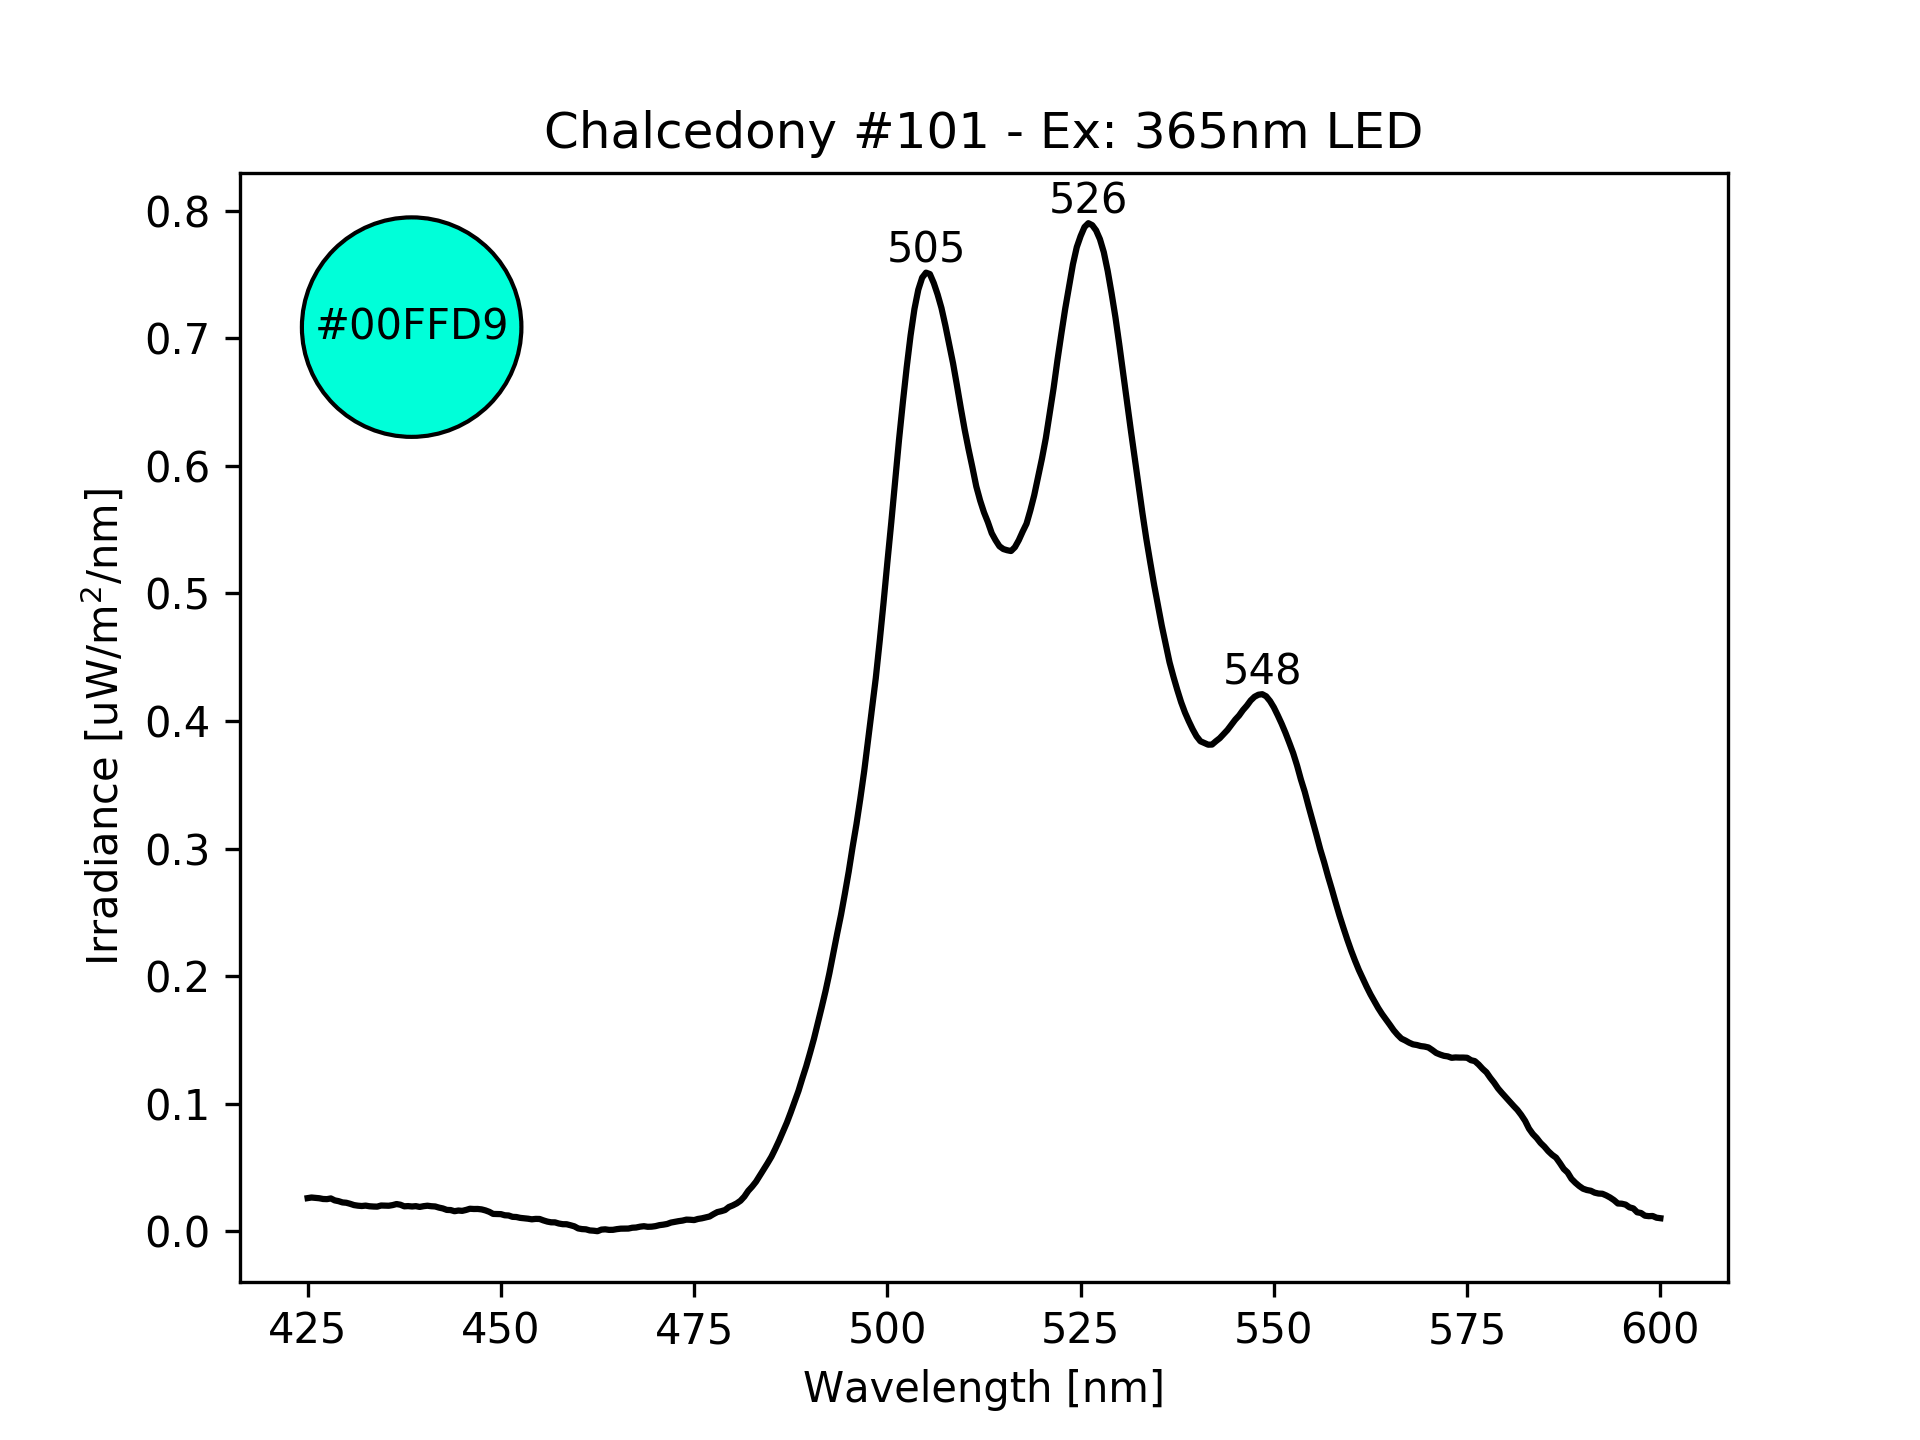 Chalcedony #101 - Ex: 365nm LED
526
505
#00FFD9
548
0.8
0.7
0.6
0.5
0.4
0.3
0.2
0.1
0.0
Irradiance [uW/m²/nm]
425 450 475 500 525 550 575 600
Wavelength [nm]